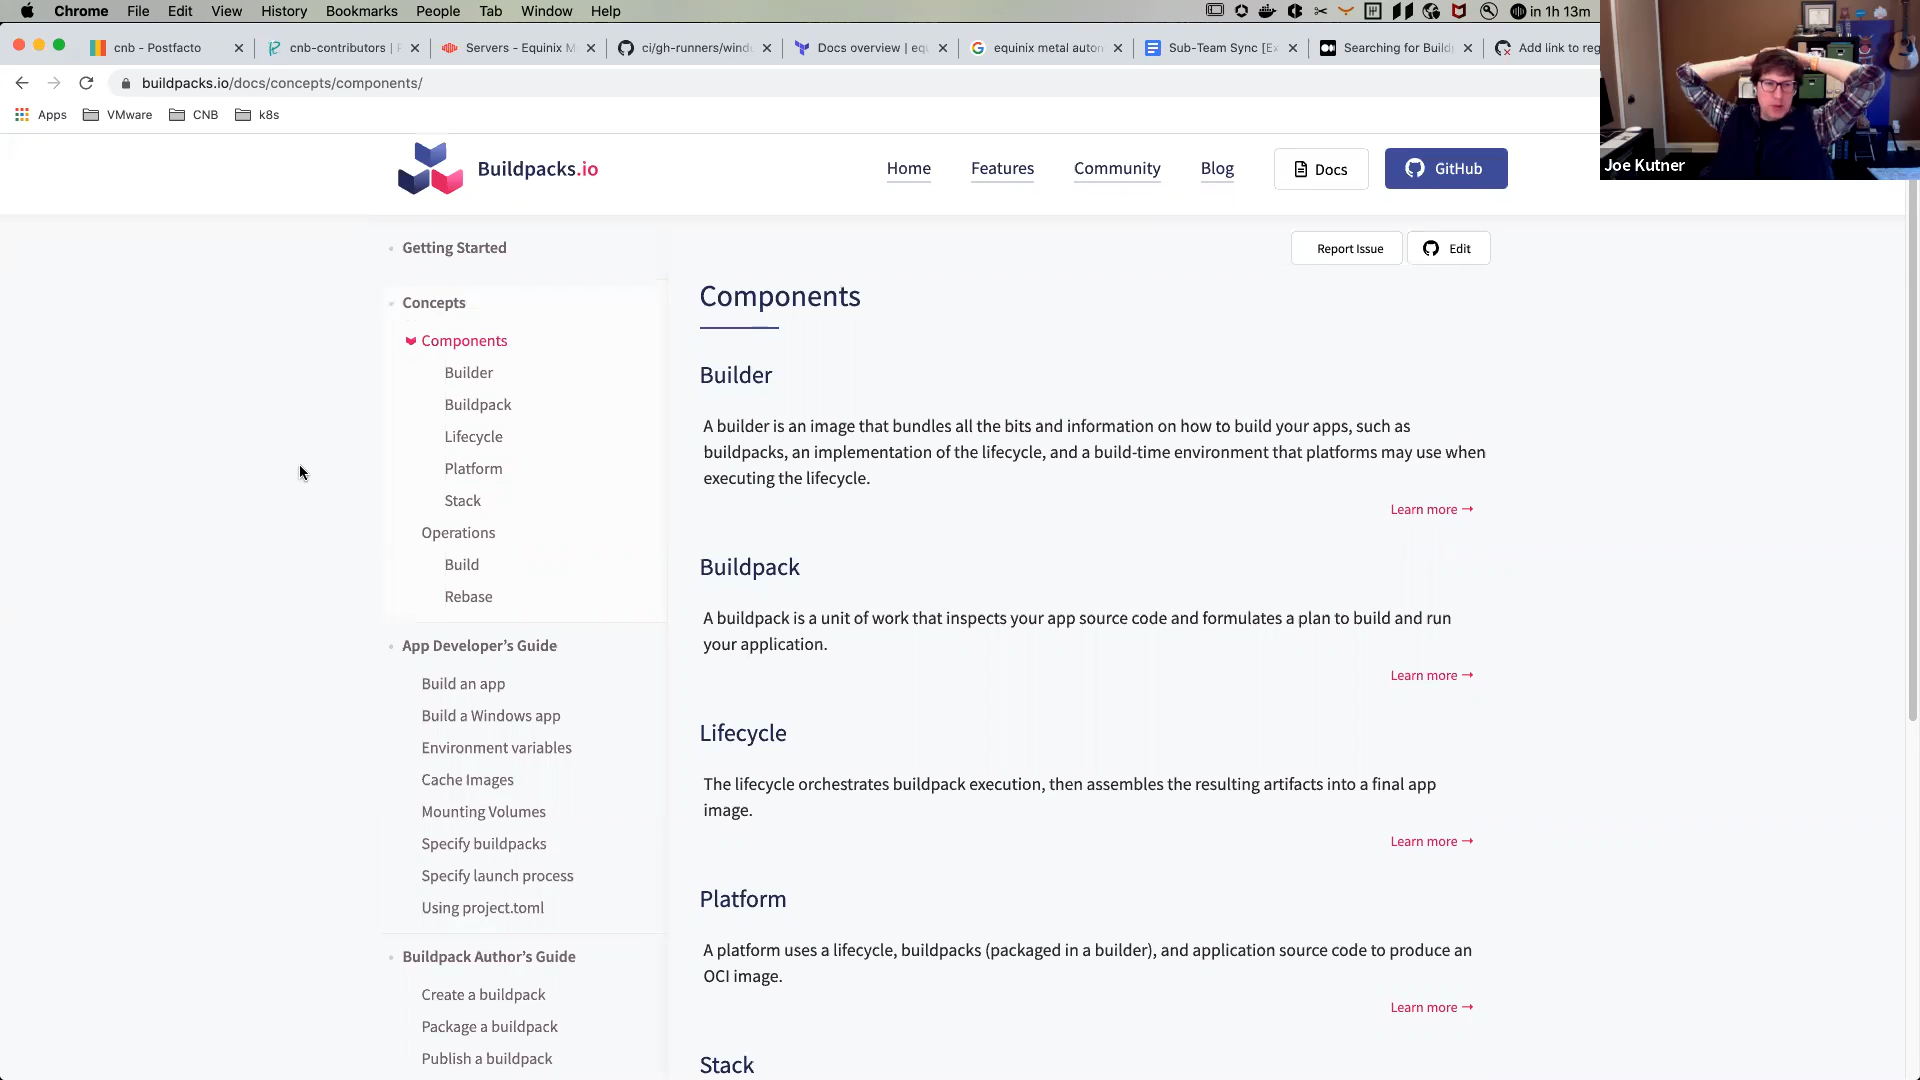 Chrome File Edit View History Bookmarks People Tab Window Help
in 1h 13m
cnb - Postfacto
cnb-contributors |
Servers - Equinix M
ci/gh-runners/wind
Docs overview | eq
equinix metal auton
Sub-Team Sync [Ex
Searching for Build
Add link to reg
buildpacks.io/docs/concepts/components/
Apps VMware CNB k8s
Joe Kutner
Buildpacks.io
Home Features Community Blog Docs GitHub
Getting Started
Report Issue Edit
Concepts
Components
Builder
Buildpack
Lifecycle
Platform
Stack
Operations
Build
Rebase
App Developer’s Guide
Build an app
Build a Windows app
Environment variables
Cache Images
Mounting Volumes
Specify buildpacks
Specify launch process
Using project.toml
Buildpack Author’s Guide
Create a buildpack
Package a buildpack
Publish a buildpack
Components
Builder
A builder is an image that bundles all the bits and information on how to build your apps, such as
buildpacks, an implementation of the lifecycle, and a build-time environment that platforms may use when
executing the lifecycle.
Learn more →
Buildpack
A buildpack is a unit of work that inspects your app source code and formulates a plan to build and run
your application.
Learn more →
Lifecycle
The lifecycle orchestrates buildpack execution, then assembles the resulting artifacts into a final app
image.
Learn more →
Platform
A platform uses a lifecycle, buildpacks (packaged in a builder), and application source code to produce an
OCI image.
Learn more →
Stack